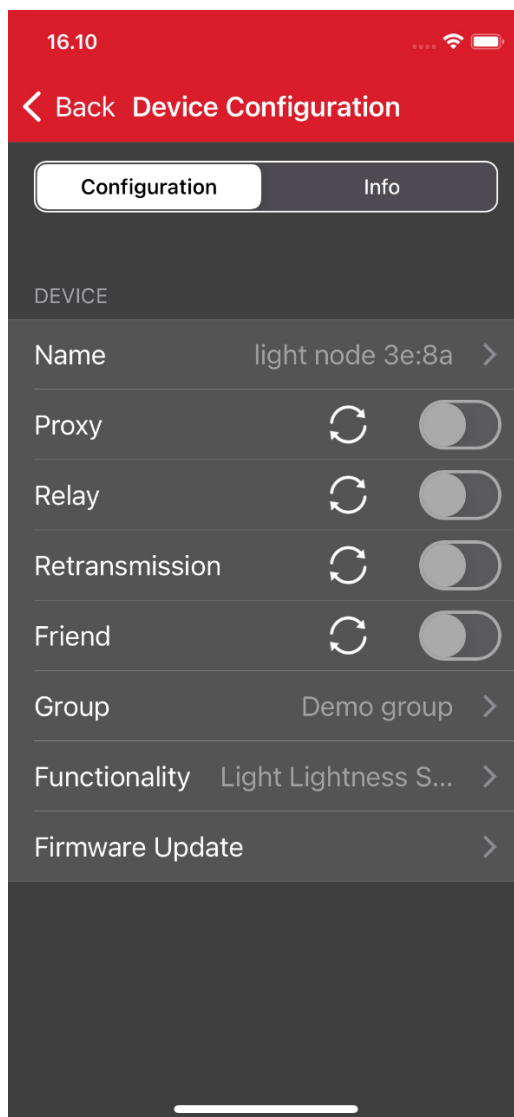 16.10
Back Device Configuration
Configuration Info
DEVICE
Name light node 3e:8a
Proxy
Relay
Retransmission
Friend
Group Demo group
Functionality Light Lightness S...
Firmware Update